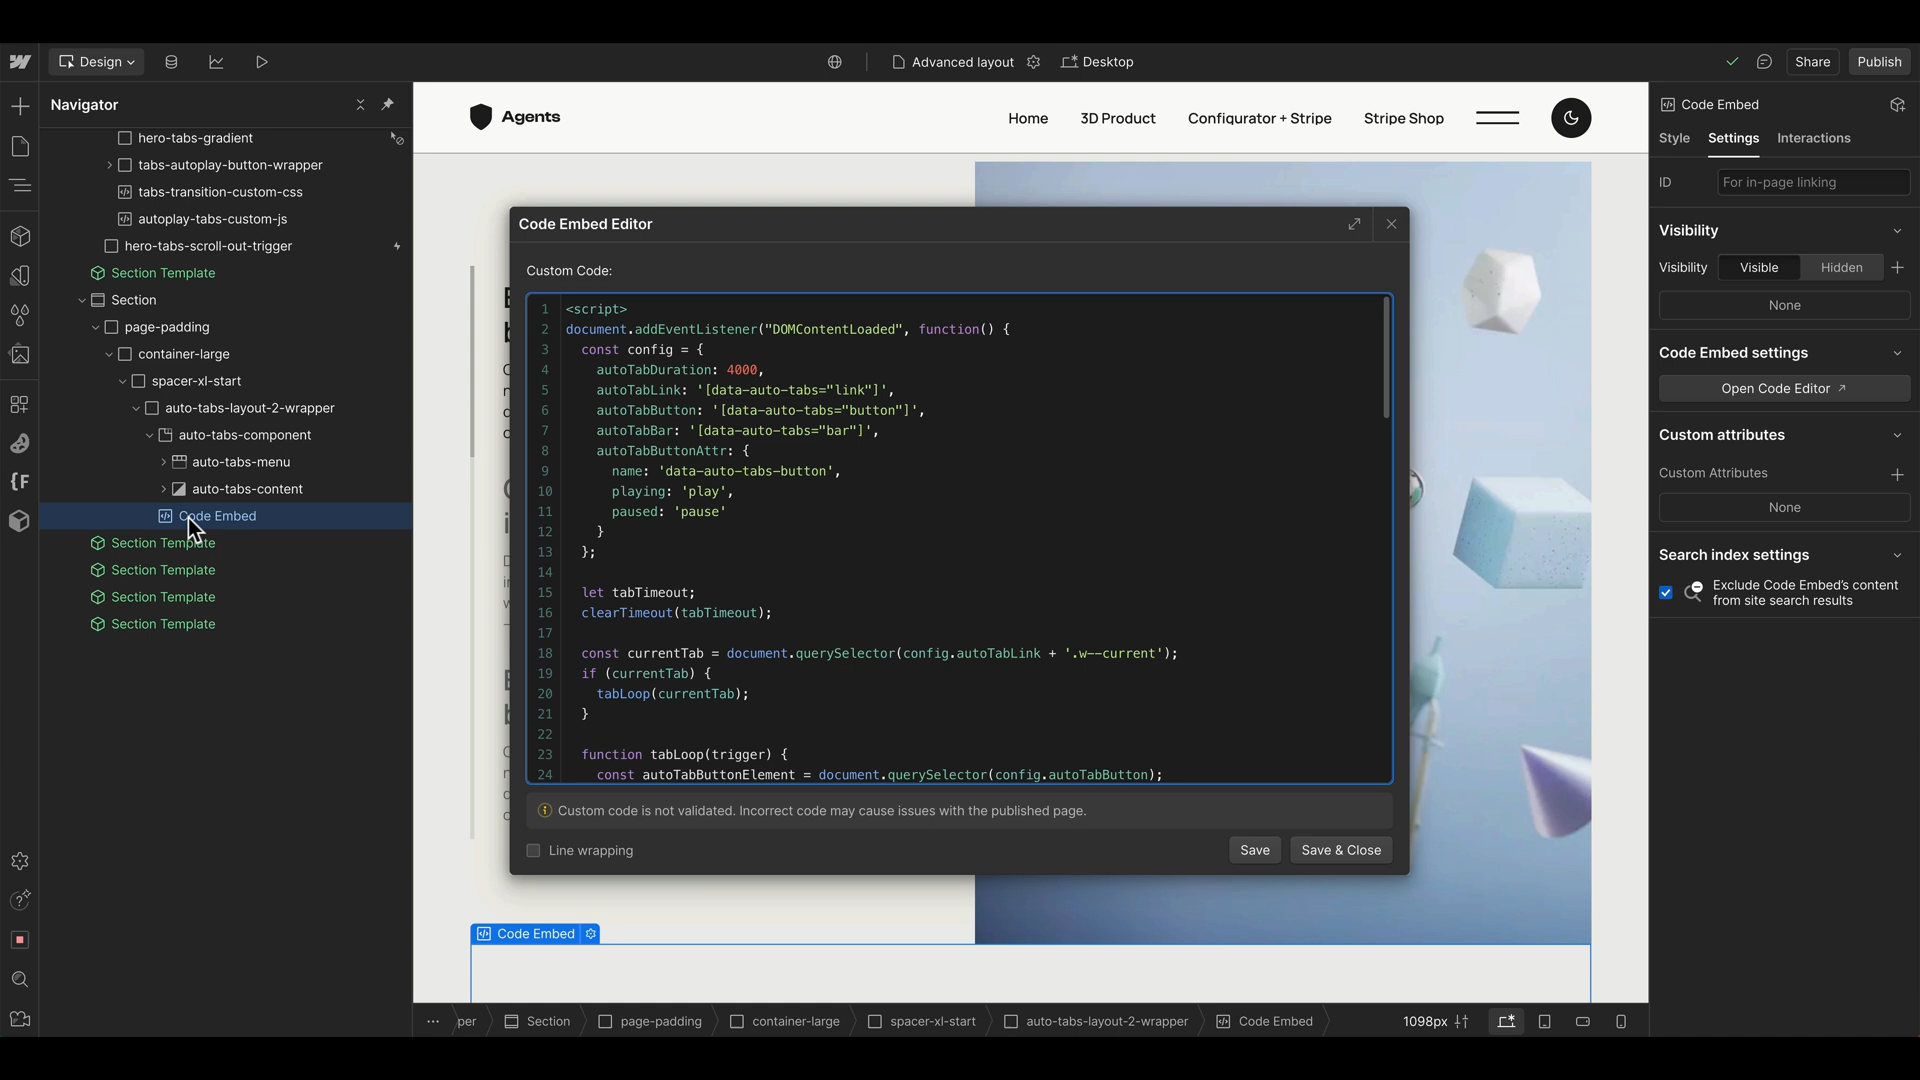 Design
Advanced layout
Desktop
Share
Publish
Navigator
hero-tabs-gradient
tabs-autoplay-button-wrapper
tabs-transition-custom-css
autoplay-tabs-custom-js
hero-tabs-scroll-out-trigger
Section Template
Section
page-padding
container-large
spacer-xl-start
auto-tabs-layout-2-wrapper
auto-tabs-component
auto-tabs-menu
auto-tabs-content
Code Embed
Section Template
Section Template
Section Template
Section Template
Agents
Home
3D Product
Configurator + Stripe
Stripe Shop
Code Embed Editor
Custom Code:
1 <script>
2 document.addEventListener("DOMContentLoaded", function() {
3 const config = {
4 autoTabDuration: 4000,
5 autoTabLink: '[data-auto-tabs="link"]',
6 autoTabButton: '[data-auto-tabs="button"]',
7 autoTabBar: '[data-auto-tabs="bar"]',
8 autoTabButtonAttr: {
9 name: 'data-auto-tabs-button',
10 playing: 'play',
11 paused: 'pause'
12 }
13 };
14
15 let tabTimeout;
16 clearTimeout(tabTimeout);
17
18 const currentTab = document.querySelector(config.autoTabLink + '.w--current');
19 if (currentTab) {
20 tabLoop(currentTab);
21 }
22
23 function tabLoop(trigger) {
24 const autoTabButtonElement = document.querySelector(config.autoTabButton);
Custom code is not validated. Incorrect code may cause issues with the published page.
Line wrapping
Save
Save & Close
Code Embed
per
Section
page-padding
container-large
spacer-xl-start
auto-tabs-layout-2-wrapper
Code Embed
1098px
Code Embed
Style
Settings
Interactions
ID
For in-page linking
Visibility
Visibility
Visible
Hidden
None
Code Embed settings
Open Code Editor
Custom attributes
Custom Attributes
None
Search index settings
Exclude Code Embed's content
from site search results